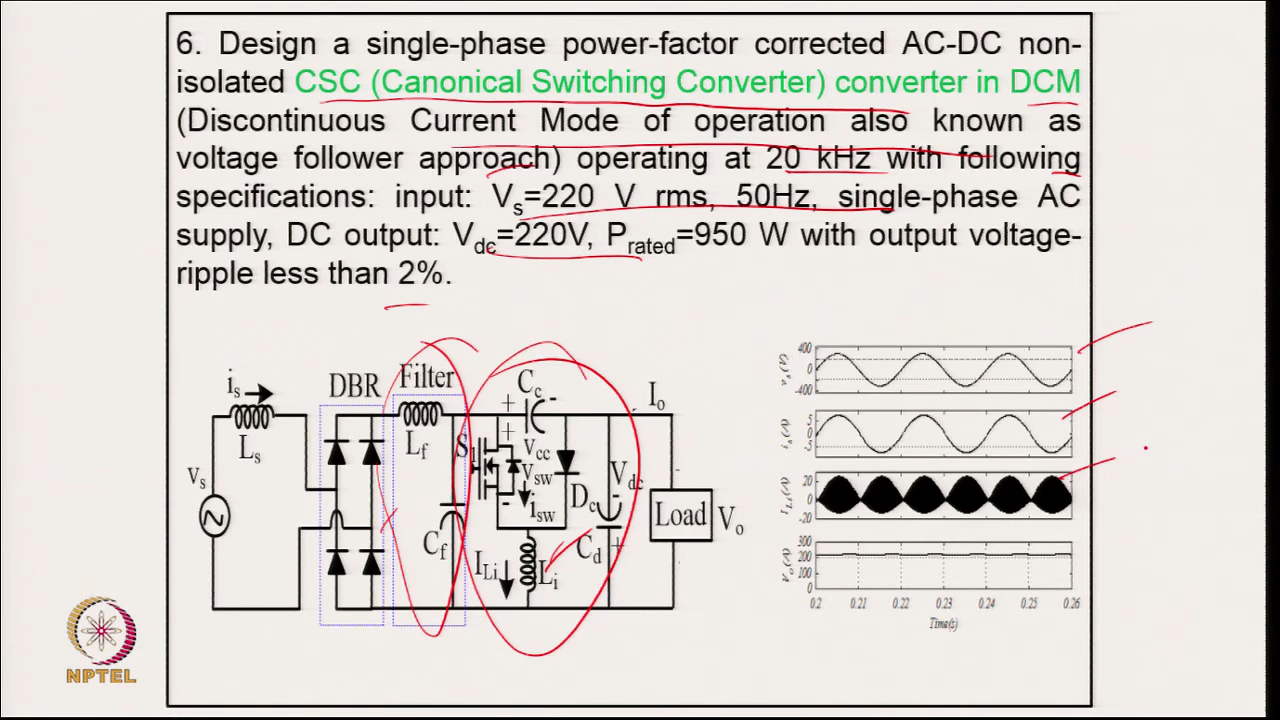 6. Design a single-phase power-factor corrected AC-DC non-
isolated CSC (Canonical Switching Converter) converter in DCM
(Discontinuous Current Mode of operation also known as
voltage follower approach) operating at 20 kHz with following
specifications: input: Vs=220 V rms, 50Hz, single-phase AC
supply, DC output: Vdc=220V, Prated=950 W with output voltage-
ripple less than 2%.
is
DBR
Filter
Cc
Io
+ -
+
Ls
Lf
S1
Vcc
Vsw
Vdc
vs
-
isw
Dc
-
Load
Vo
Cf
ILi
Li
Cd
+
400
0
-400
vs(V)
5
0
-5
is(A)
20
0
-20
300
200
100
0
0.2 0.21 0.22 0.23 0.24 0.25 0.26
Time(s)
NPTEL